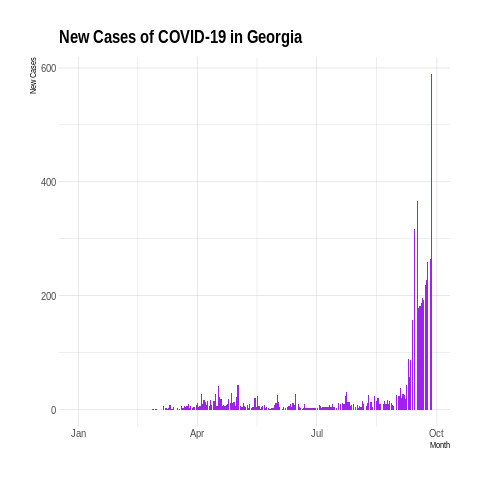 New Cases of COVID-19 in Georgia
New Cases
600
400
200
0
Jan Apr Jul Oct
Month